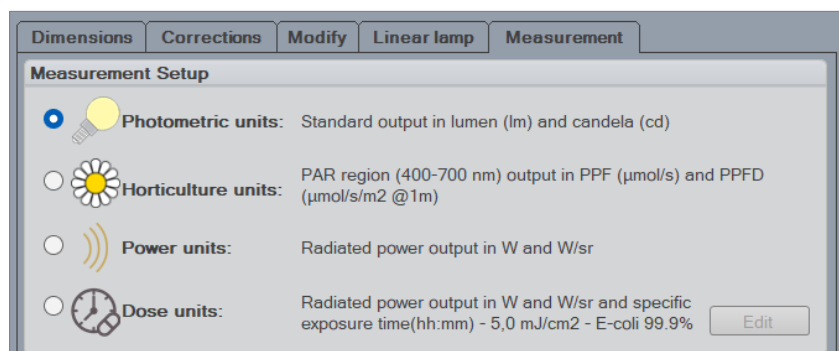 Dimensions Corrections Modify Linear lamp Measurement
Measurement Setup
Photometric units: Standard output in lumen (lm) and candela (cd)
Horticulture units: PAR region (400-700 nm) output in PPF (µmol/s) and PPFD
(µmol/s/m2 @1m)
Power units: Radiated power output in W and W/sr
Dose units: Radiated power output in W and W/sr and specific
exposure time(hh:mm) - 5,0 mJ/cm2 - E-coli 99.9% Edit